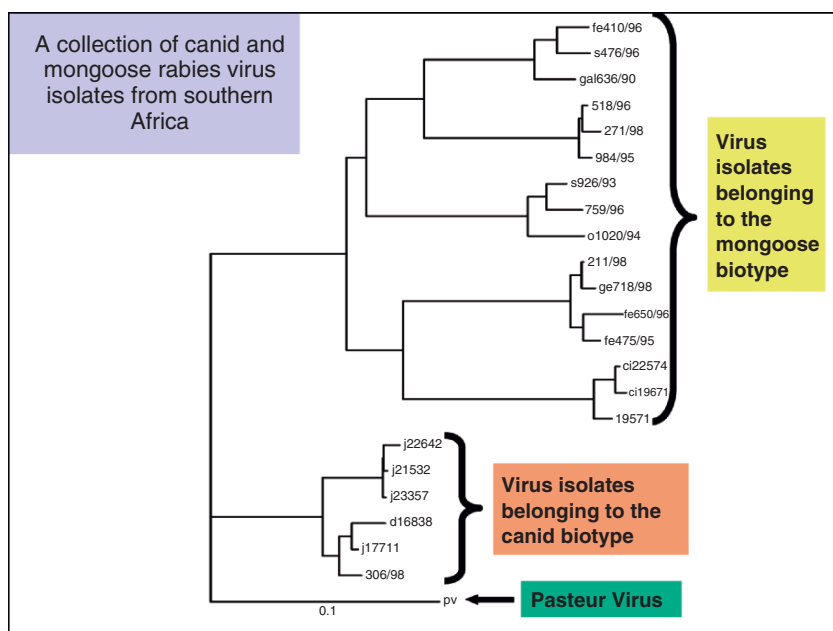 A collection of canid and
mongoose rabies virus
isolates from southern
Africa
fe410/96
s476/96
gal636/90
518/96
271/98
984/95
s926/93
759/96
o1020/94
211/98
ge718/98
fe650/96
fe475/95
ci22574
ci19671
19571
Virus
isolates
belonging
to the
mongoose
biotype
j22642
j21532
j23357
d16838
j17711
306/98
Virus isolates
belonging to the
canid biotype
pv
Pasteur Virus
0.1